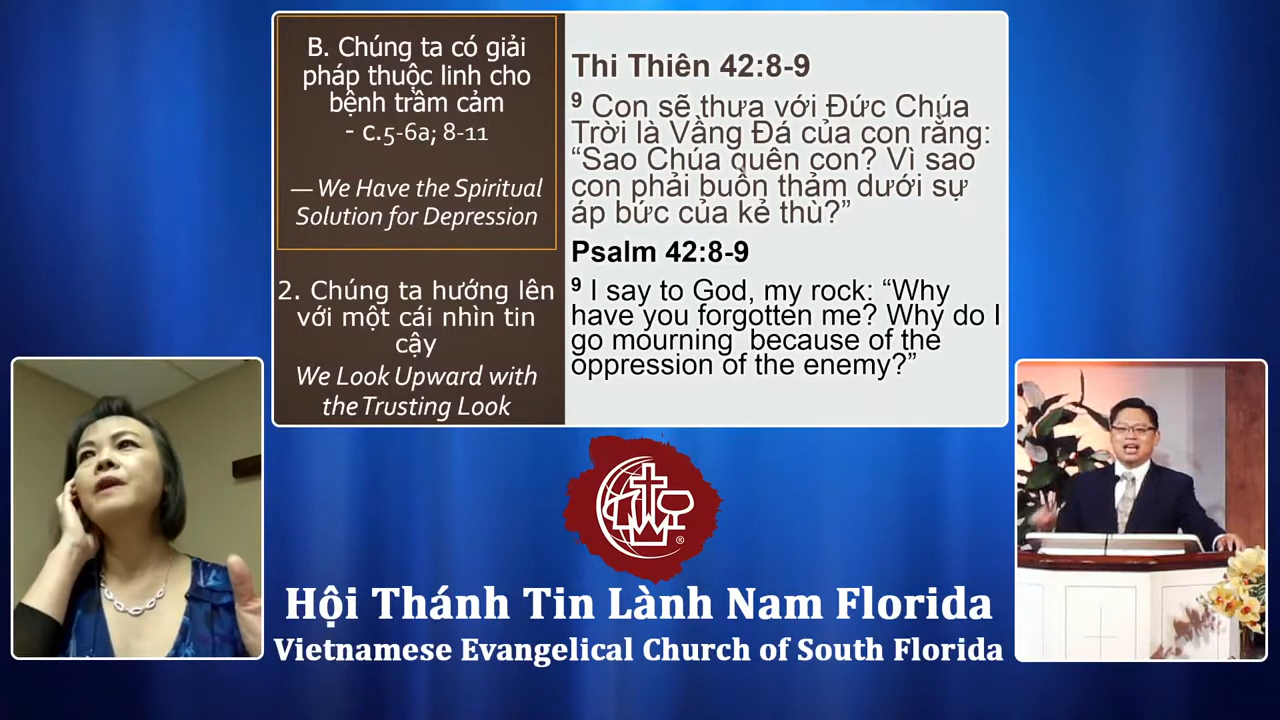 B. Chúng ta có giải
pháp thuộc linh cho
bệnh trầm cảm
- c.5-6a; 8-11
— We Have the Spiritual
Solution for Depression
2. Chúng ta hướng lên
với một cái nhìn tin
cậy
We Look Upward with
the Trusting Look
Thi Thiên 42:8-9
9 Con sẽ thưa với Đức Chúa
Trời là Vầng Đá của con rằng:
“Sao Chúa quên con? Vì sao
con phải buồn thảm dưới sự
áp bức của kẻ thù?”
Psalm 42:8-9
9 I say to God, my rock: “Why
have you forgotten me? Why do I
go mourning because of the
oppression of the enemy?”
®
Hội Thánh Tin Lành Nam Florida
Vietnamese Evangelical Church of South Florida